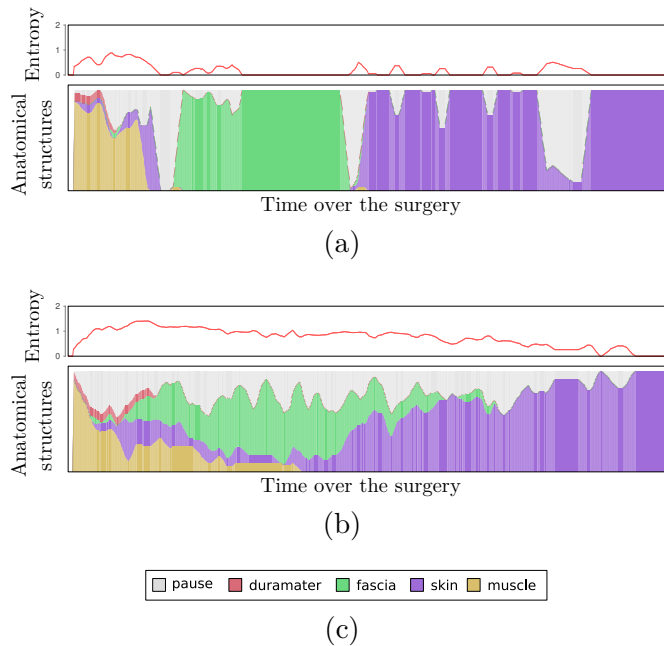 2
1
0
Entropy
Anatomical
structures
Time over the surgery
(a)
2
1
0
Entropy
Anatomical
structures
Time over the surgery
(b)
pause duramater fascia skin muscle
(c)